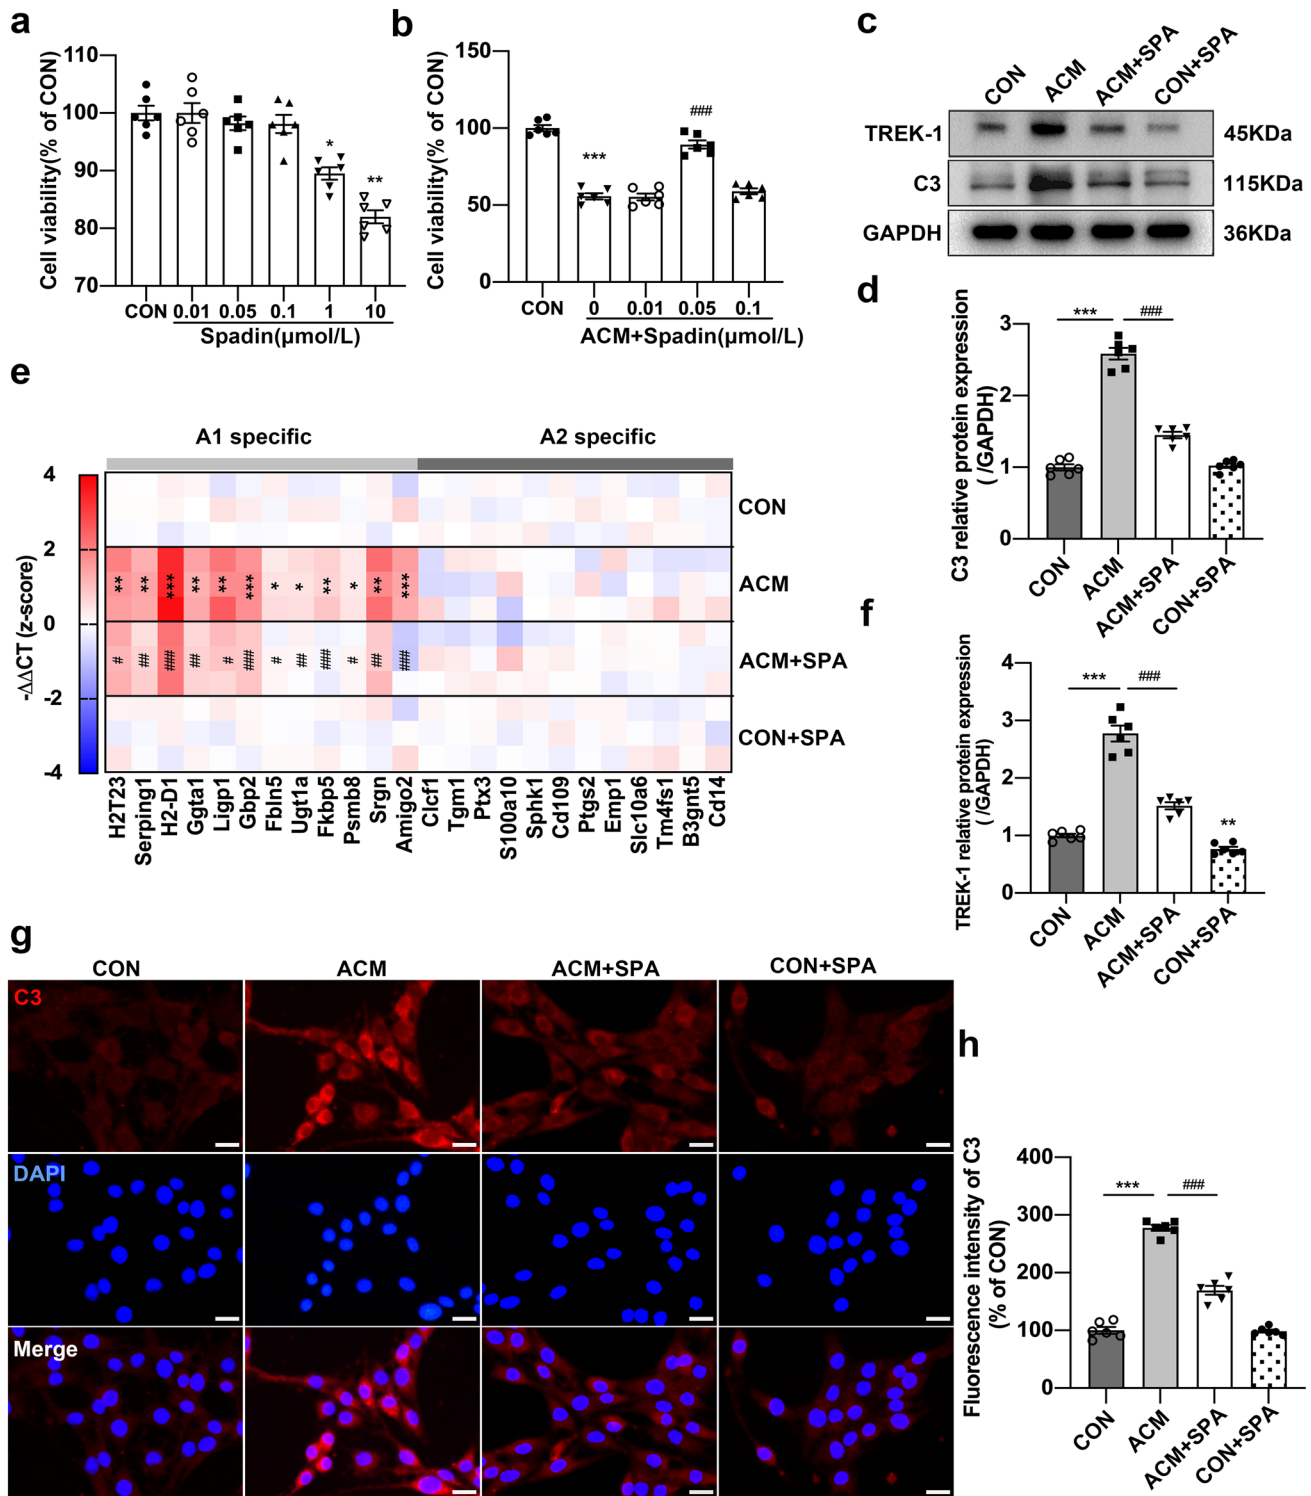 a
Cell viability(% of CON)
110
100
90
80
70
*
**
CON 0.01 0.05 0.1 1 10
Spadin(μmol/L)
b
Cell viability(% of CON)
150
100
50
0
***
###
CON 0 0.01 0.05 0.1
ACM+Spadin(μmol/L)
c
CON ACM ACM+SPA CON+SPA
TREK-1 45KDa
C3 115KDa
GAPDH 36KDa
d
C3 relative protein expression
( /GAPDH)
3
2
1
0
*** ###
CON ACM ACM+SPA CON+SPA
e
A1 specific A2 specific
-ΔΔCT (z-score)
4
2
0
-2
-4
CON
ACM
ACM+SPA
CON+SPA
** ** *** ** ** *** * * ** * ** ***
# ## ### ## # ### # ## ### # ## ###
H2T23 Serping1 H2-D1 Ggta1 Ligp1 Gbp2 Fbln5 Ugt1a Fkbp5 Psmb8 Srgn Amigo2 Clcf1 Tgm1 Ptx3 S100a10 Sphk1 Cd109 Ptgs2 Emp1 Slc10a6 Tm4fs1 B3gnt5 Cd14
f
TREK-1 relative protein expression
( /GAPDH)
4
3
2
1
0
*** ###
**
CON ACM ACM+SPA CON+SPA
g
CON ACM ACM+SPA CON+SPA
C3
DAPI
Merge
h
Fluorescence intensity of C3
(% of CON)
400
300
200
100
0
*** ###
CON ACM ACM+SPA CON+SPA